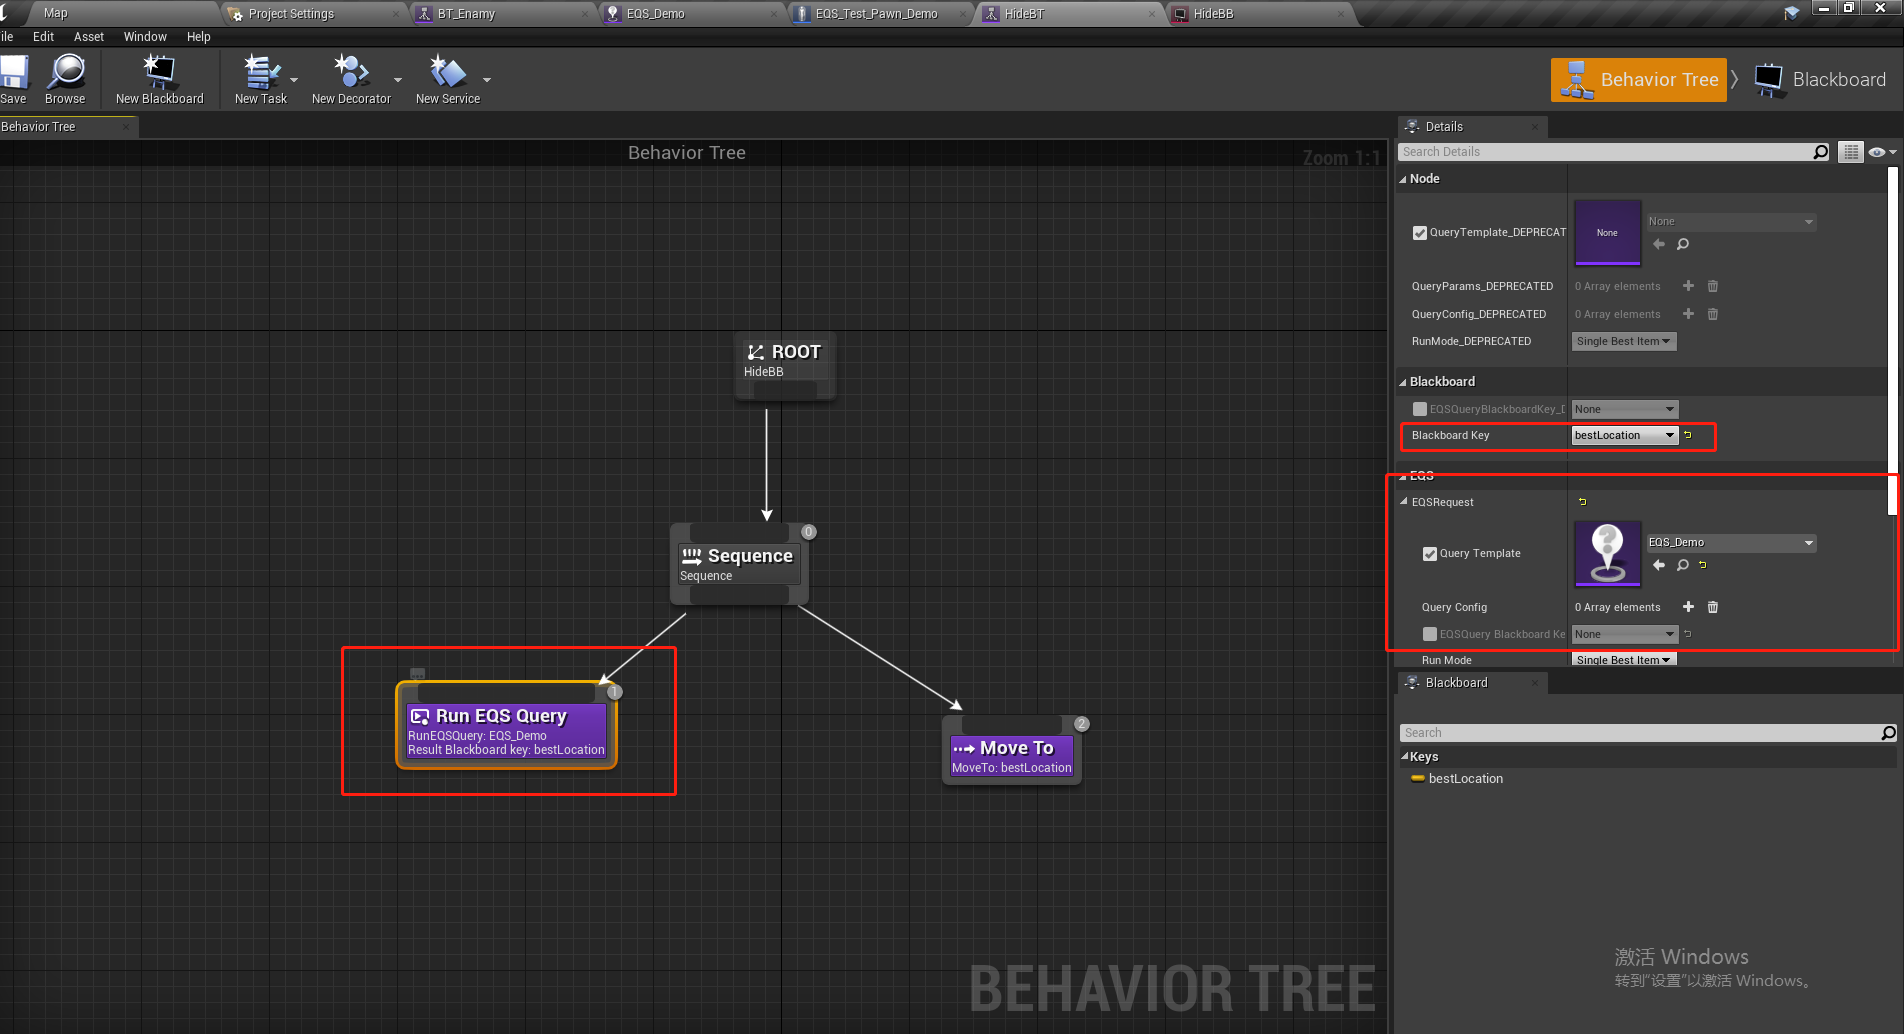 Map
Project Settings
BT_Enamy
EQS_Demo
EQS_Test_Pawn_Demo
HideBT
HideBB
ile
Edit
Asset
Window
Help
Save
Browse
New Blackboard
New Task
New Decorator
New Service
Behavior Tree
Blackboard
Behavior Tree
Behavior Tree
Zoom 1:1
ROOT
HideBB
0
Sequence
Sequence
1
Run EQS Query
RunEQSQuery: EQS_Demo
Result Blackboard key: bestLocation
2
Move To
MoveTo: bestLocation
BEHAVIOR TREE
Details
Search Details
Node
QueryTemplate_DEPRECAT
None
None
QueryParams_DEPRECATED
0 Array elements
QueryConfig_DEPRECATED
0 Array elements
RunMode_DEPRECATED
Single Best Item
Blackboard
EQSQueryBlackboardKey_D
None
Blackboard Key
bestLocation
EQS
EQSRequest
Query Template
EQS_Demo
Query Config
0 Array elements
EQSQuery Blackboard Ke
None
Run Mode
Single Best Item
Blackboard
Search
Keys
bestLocation
激活 Windows
转到“设置”以激活 Windows。